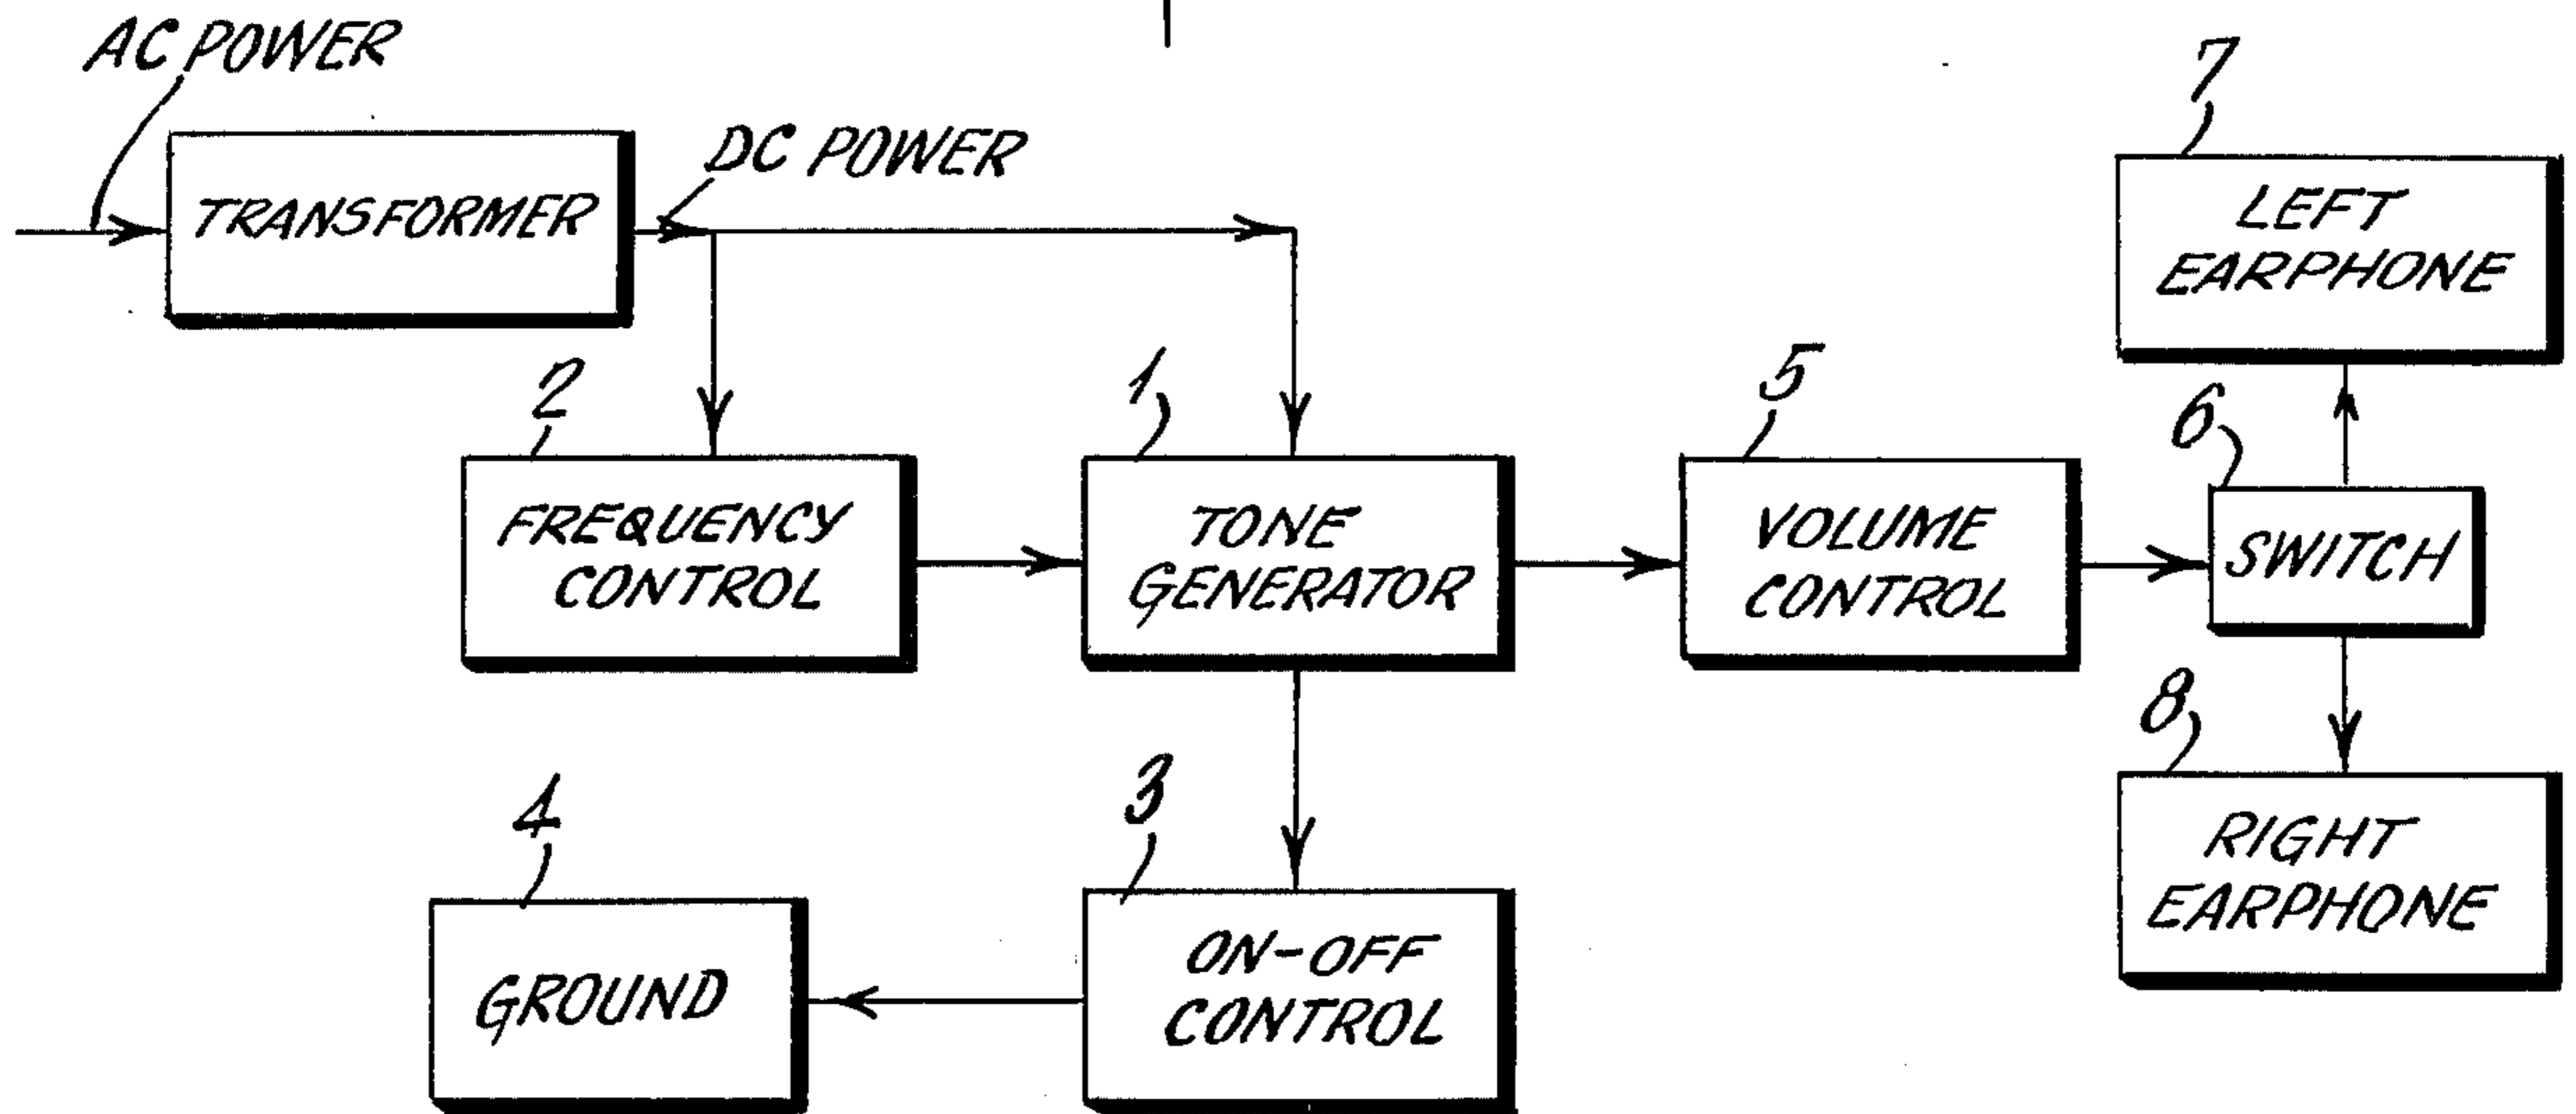 AC POWER
TRANSFORMER
DC POWER
7
LEFT
EARPHONE
2
FREQUENCY
CONTROL
1
TONE
GENERATOR
5
VOLUME
CONTROL
6
SWITCH
8
RIGHT
EARPHONE
4
GROUND
3
ON-OFF
CONTROL